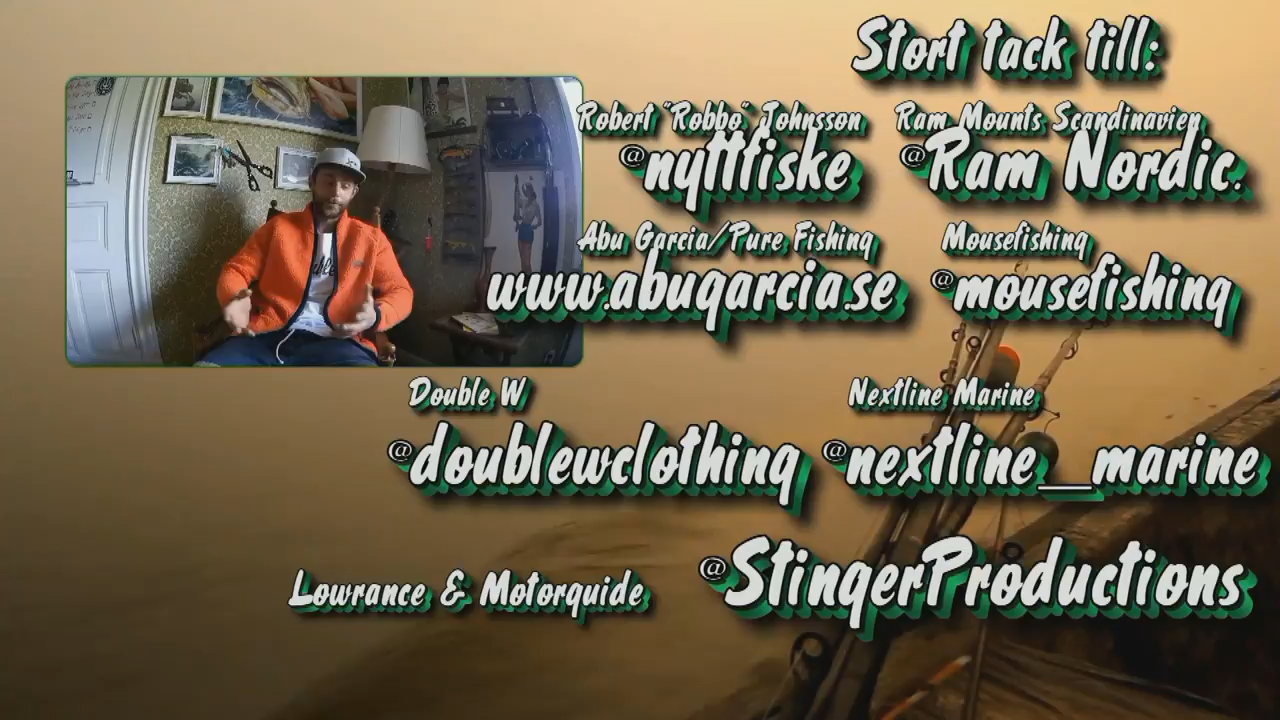 Stort tack till:
Robert "Robbo" Johnsson
@nyttfiske
Ram Mounts Scandinavien
@Ram Nordic.
Abu Garcia/Pure Fishing
www.abugarcia.se
Mousefishing
@mousefishing
Double W
@doublewclothing
Nextline Marine
@nextline__marine
Lowrance & Motorguide
@StingerProductions